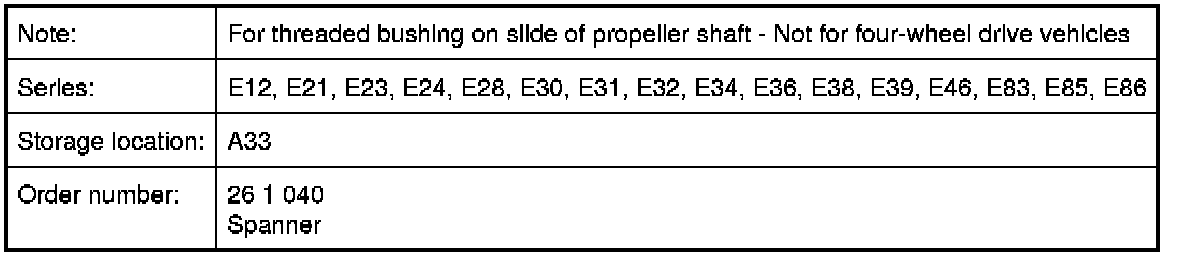 Note: For threaded bushing on slide of propeller shaft - Not for four-wheel drive vehicles
Series: E12, E21, E23, E24, E28, E30, E31, E32, E34, E36, E38, E39, E46, E83, E85, E86
Storage location: A33
Order number: 26 1 040
Spanner